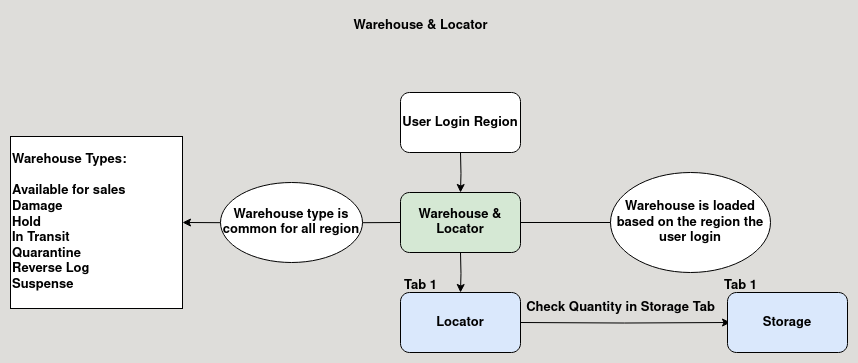 Warehouse & Locator
User Login Region
Warehouse Types:
Available for sales
Damage
Hold
In Transit
Quarantine
Reverse Log
Suspense
Warehouse type is
common for all region
Warehouse &
Locator
Warehouse is loaded
based on the region the
user login
Tab 1
Locator
Check Quantity in Storage Tab
Tab 1
Storage